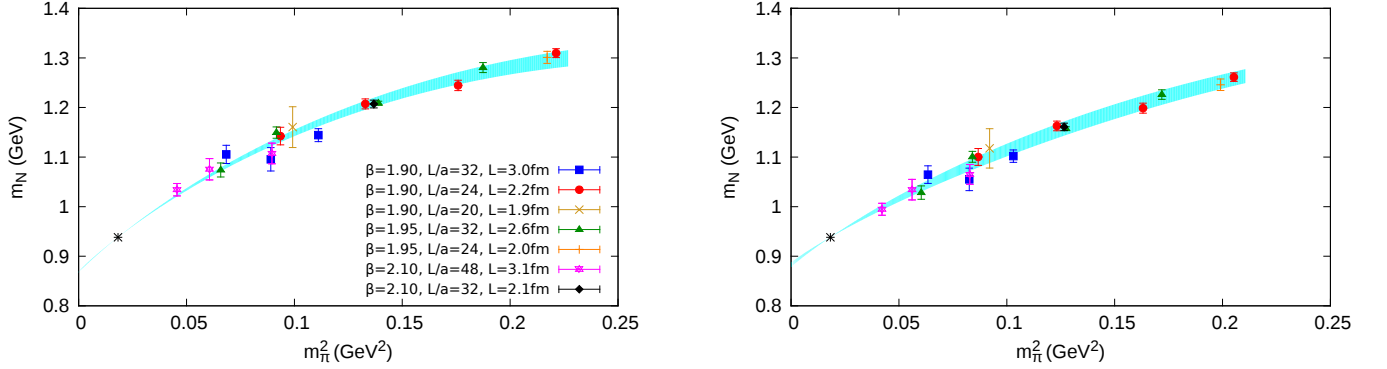 1.4
1.3
1.2
1.1
1
0.9
0.8
m_N (GeV)
0
0.05
0.1
0.15
0.2
0.25
m_π^2 (GeV^2)
β=1.90, L/a=32, L=3.0fm
β=1.90, L/a=24, L=2.2fm
β=1.90, L/a=20, L=1.9fm
β=1.95, L/a=32, L=2.6fm
β=1.95, L/a=24, L=2.0fm
β=2.10, L/a=48, L=3.1fm
β=2.10, L/a=32, L=2.1fm
1.4
1.3
1.2
1.1
1
0.9
0.8
m_N (GeV)
0
0.05
0.1
0.15
0.2
0.25
m_π^2 (GeV^2)